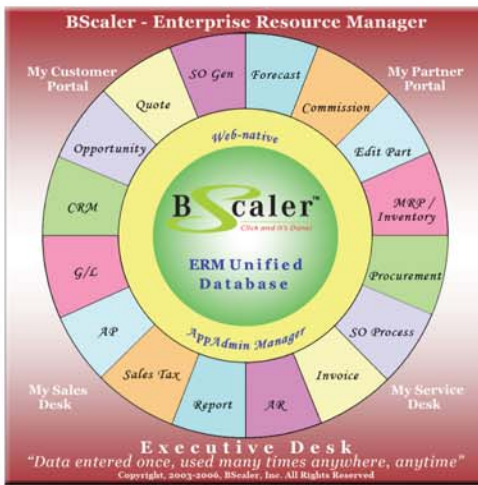 BScaler - Enterprise Resource Manager
My Customer
Portal
My Partner
Portal
SO Gen
Forecast
Commission
Edit Part
MRP /
Inventory
Procurement
SO Process
Invoice
AR
Report
Sales Tax
AP
G/L
CRM
Opportunity
Quote
Web-native
BScaler™
Click and it's Done!
ERM Unified
Database
AppAdmin Manager
My Sales
Desk
My Service
Desk
Executive Desk
"Data entered once, used many times anywhere, anytime"
Copyright, 2003-2006, BScaler, Inc. All Rights Reserved